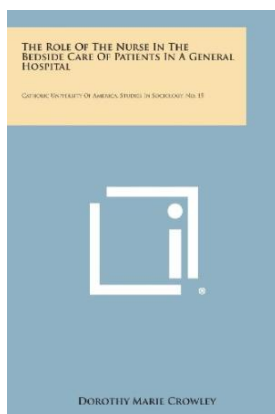 The Role Of The Nurse In The
Bedside Care Of Patients In A General
Hospital
Catholic University Of America, Studies In Sociology, No. 15
®
Dorothy Marie Crowley